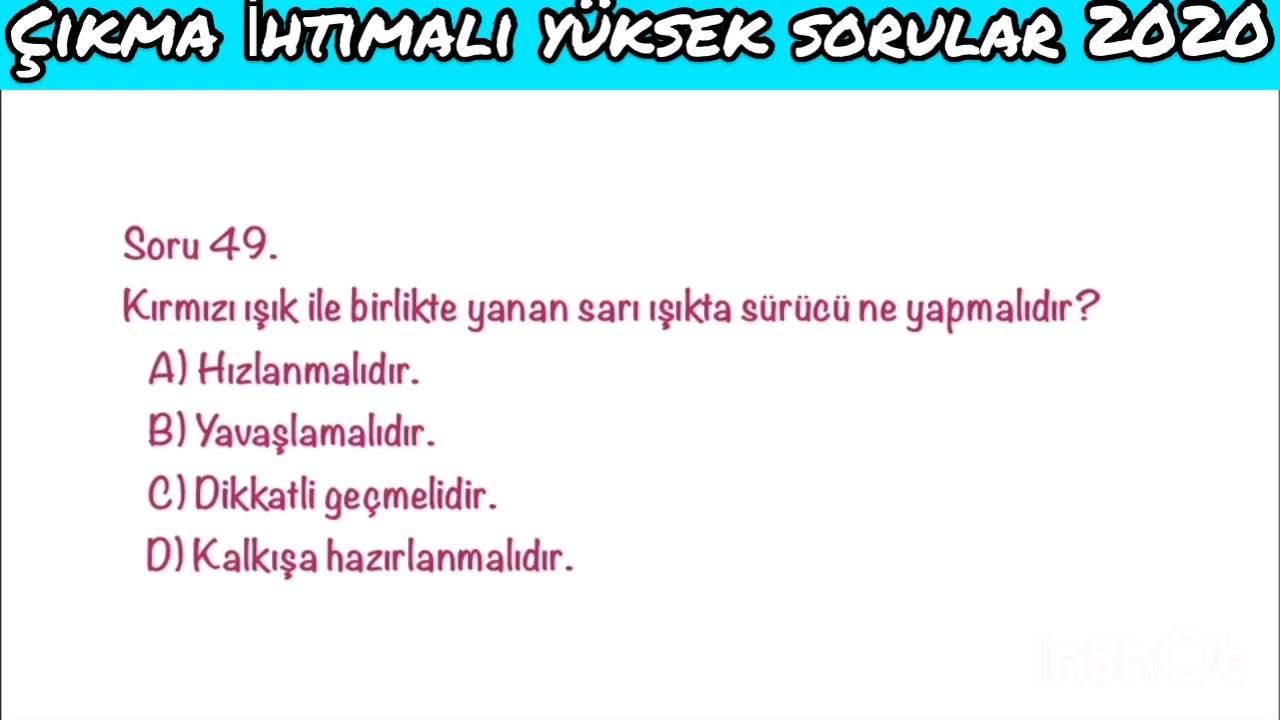 Çıkma İhtimali yüksek sorular 2020
Soru 49.
Kırmızı ışık ile birlikte yanan sarı ışıkta sürücü ne yapmalıdır?
A) Hızlanmalıdır.
B) Yavaşlamalıdır.
C) Dikkatli geçmelidir.
D) Kalkışa hazırlanmalıdır.
InShOt